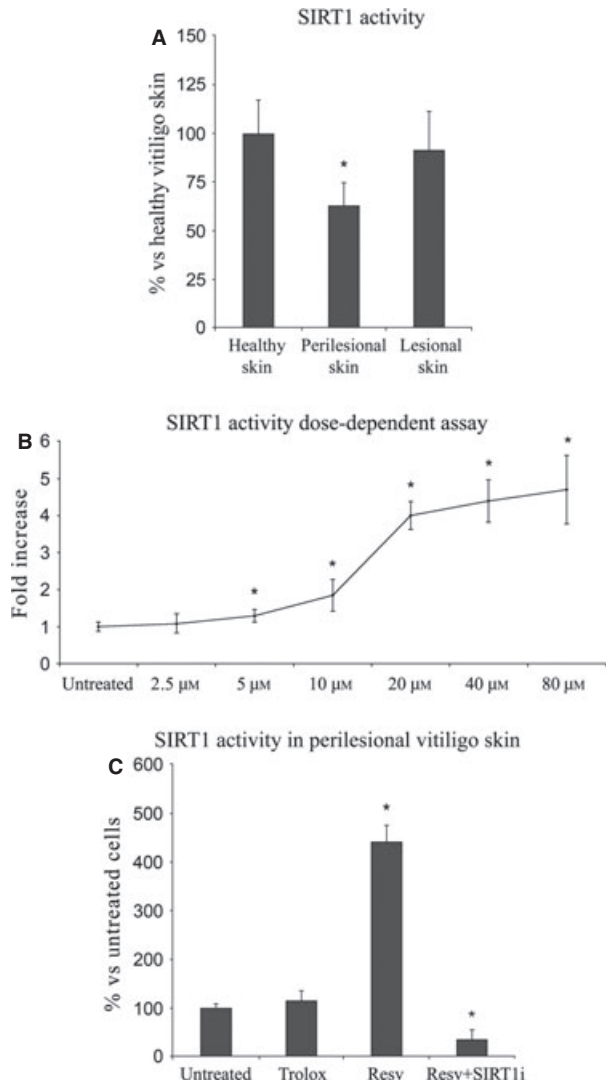 SIRT1 activity
A
% vs healthy vitiligo skin
150
125
100
75
50
25
0
*
Healthy skin
Perilesional skin
Lesional skin
SIRT1 activity dose-dependent assay
B
Fold increase
6
5
4
3
2
1
0
* * * * *
Untreated 2.5 μM 5 μM 10 μM 20 μM 40 μM 80 μM
SIRT1 activity in perilesional vitiligo skin
C
% vs untreated cells
600
500
400
300
200
100
0
*
*
Untreated Trolox Resv Resv+SIRT1i